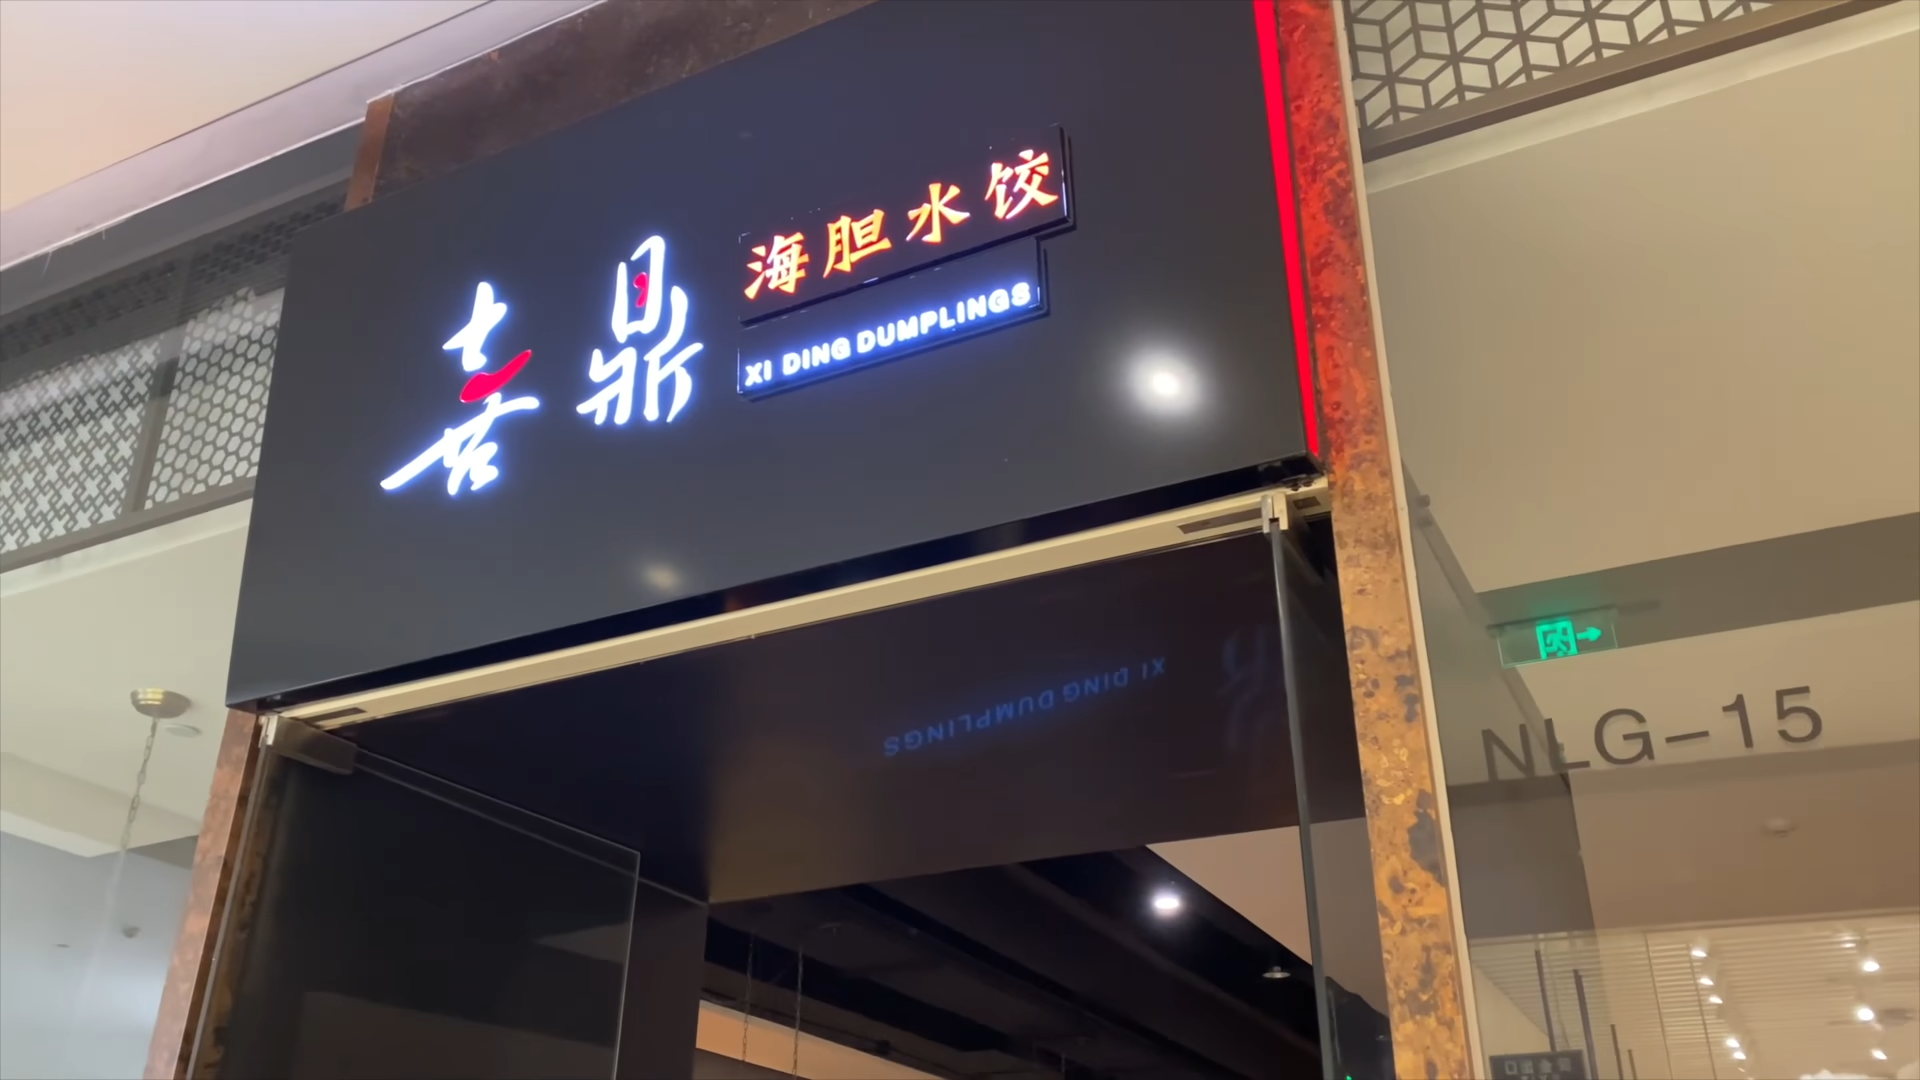 喜鼎
海胆水饺
XI DING DUMPLINGS
XI DING DUMPLINGS
NLG-15